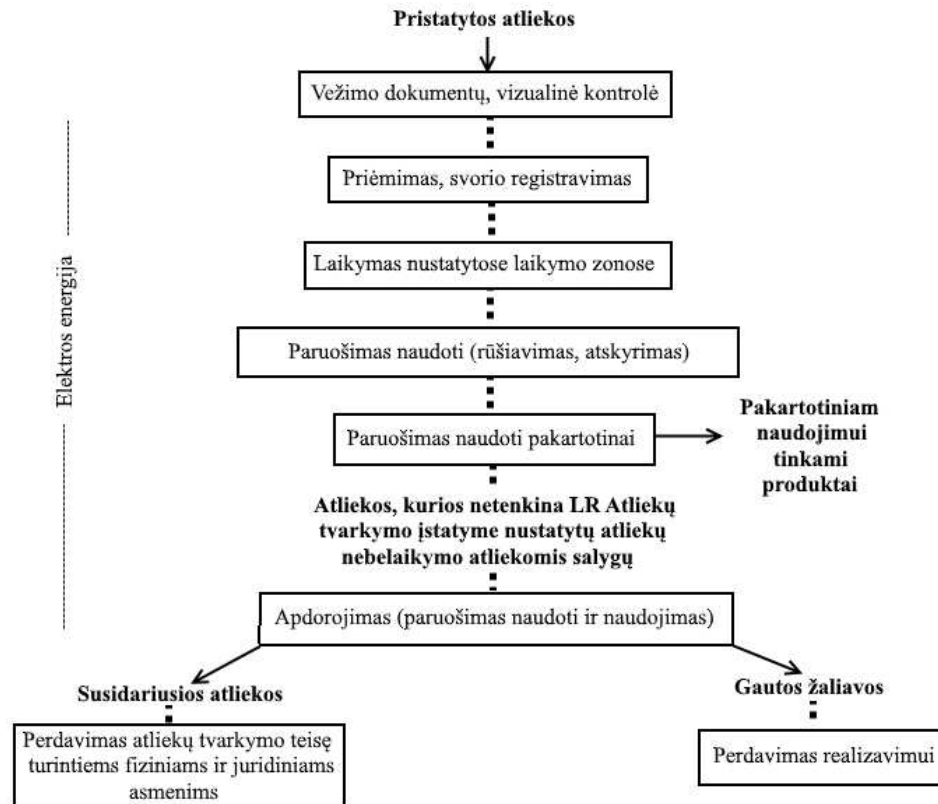 Pristatytos atliekos
Vežimo dokumentų, vizualinė kontrolė
Priėmimas, svorio registravimas
Laikymas nustatytose laikymo zonose
Elektros energija
Paruošimas naudoti (rūšiavimas, atskyrimas)
Paruošimas naudoti pakartotinai
Pakartotiniam
naudojimui
tinkami
produktai
Atliekos, kurios netenkina LR Atliekų
tvarkymo įstatyme nustatytų atliekų
nebelaikymo atliekomis salygų
Apdorojimas (paruošimas naudoti ir naudojimas)
Susidariusios atliekos
Perdavimas atliekų tvarkymo teisę
turintiems fiziniams ir juridiniams
asmenims
Gautos žaliavos
Perdavimas realizavimui